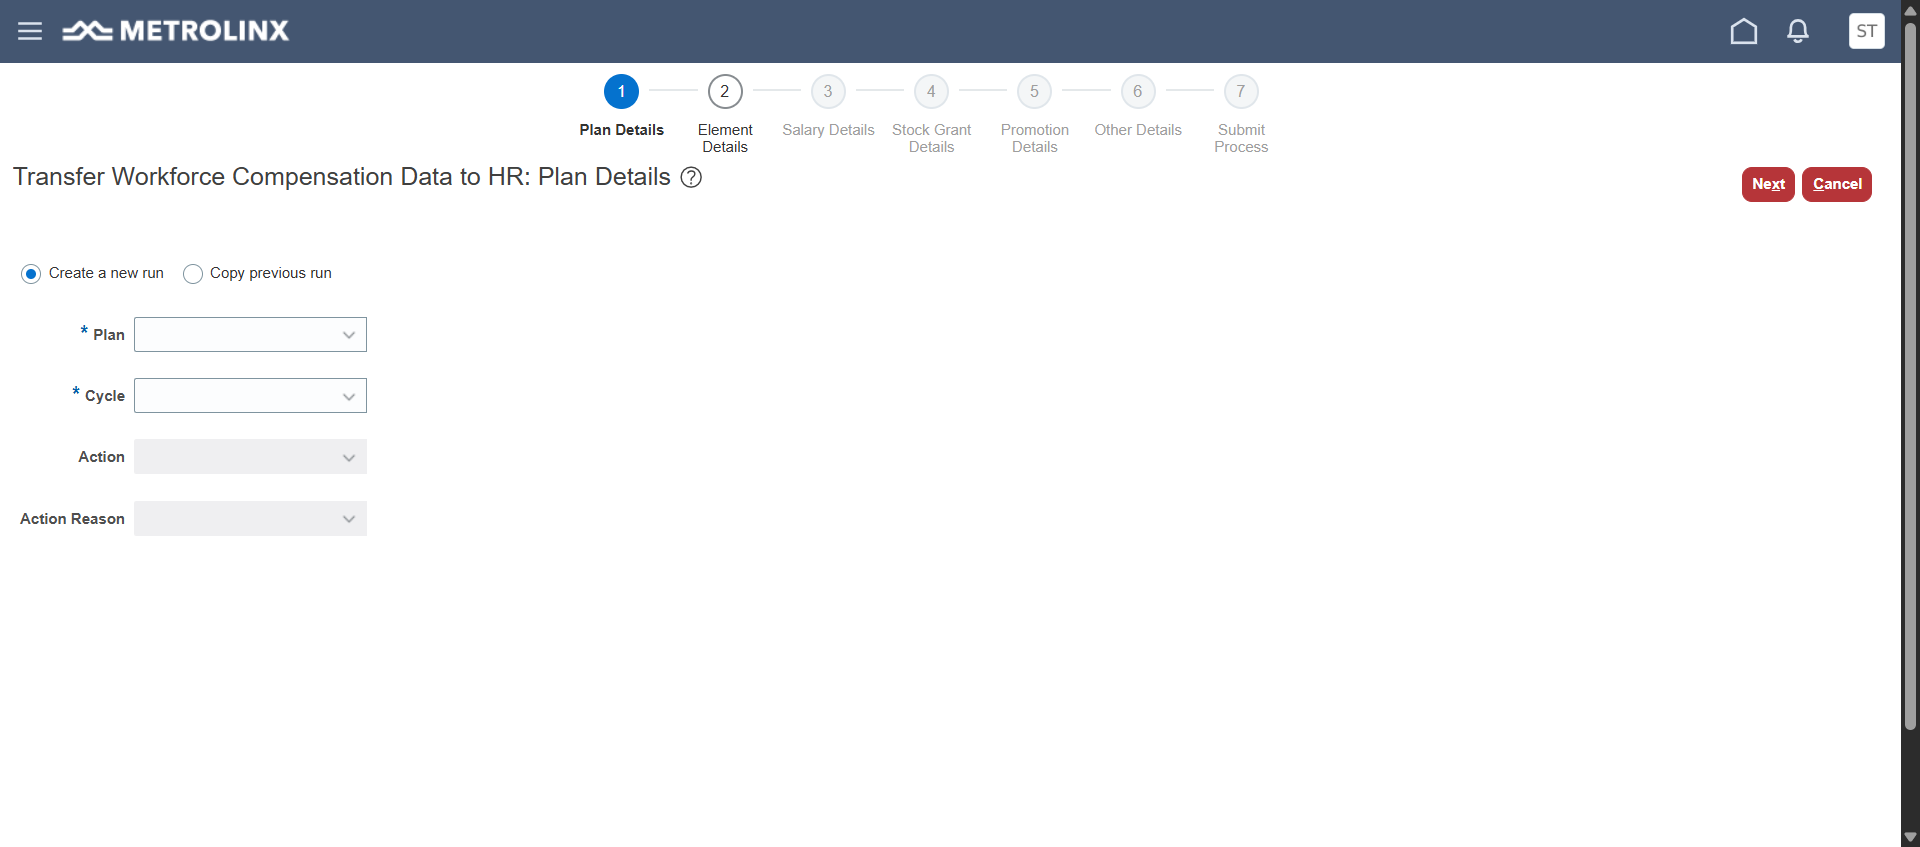 METROLINX
ST
1
2
3
4
5
6
7
Plan Details
Element Details
Salary Details
Stock Grant Details
Promotion Details
Other Details
Submit Process
Transfer Workforce Compensation Data to HR: Plan Details ?
Next
Cancel
Create a new run
Copy previous run
* Plan
* Cycle
Action
Action Reason